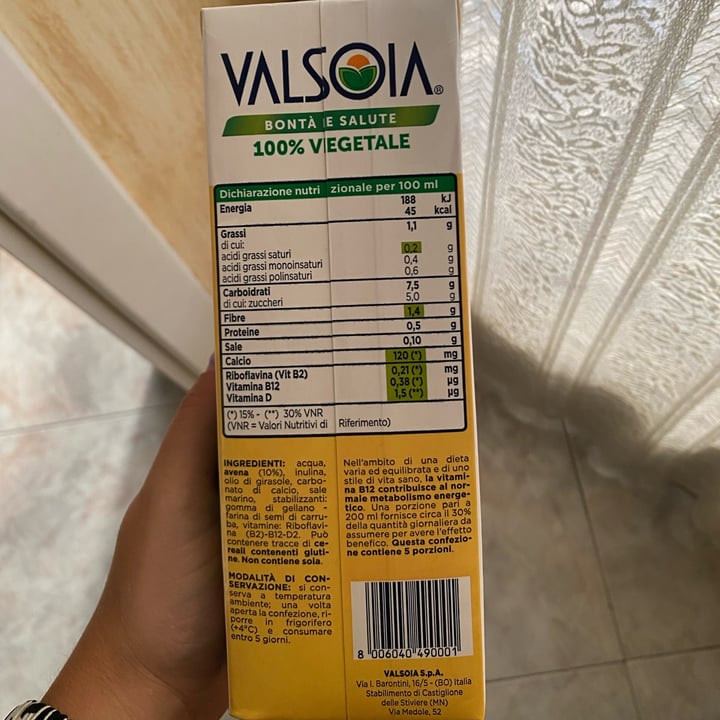 VALSOIA®
BONTÀ E SALUTE
100% VEGETALE
Dichiarazione nutrizionale per 100 ml
Energia 188 kJ
45 kcal
Grassi 1,1 g
di cui:
acidi grassi saturi 0,2 g
acidi grassi monoinsaturi 0,4 g
acidi grassi polinsaturi 0,6 g
Carboidrati 7,5 g
di cui: zuccheri 5,0 g
Fibre 1,4 g
Proteine 0,5 g
Sale 0,10 g
Calcio 120 (*) mg
Riboflavina (Vit B2) 0,21 (*) mg
Vitamina B12 0,38 (*) µg
Vitamina D 1,5 (**) µg
(*) 15% - (**) 30% VNR
(VNR = Valori Nutritivi di Riferimento)
INGREDIENTI: acqua,
avena (10%), inulina,
olio di girasole, carbo-
nato di calcio, sale
marino, stabilizzanti:
gomma di gellano -
farina di semi di carru-
ba, vitamine: Riboflavi-
na (B2)-B12-D2. Può
contenere tracce di ce-
reali contenenti gluti-
ne. Non contiene soia.
MODALITÀ DI CON-
SERVAZIONE: si con-
serva a temperatura
ambiente; una volta
aperta la confezione, ri-
porre in frigorifero
(+4°C) e consumare
entro 5 giorni.
Nell'ambito di una dieta
varia ed equilibrata e di uno
stile di vita sano, la vitami-
na B12 contribuisce al nor-
male metabolismo energe-
tico. Una porzione pari a
200 ml fornisce circa il 30%
della quantità giornaliera da
assumere per avere l'effetto
benefico. Questa confezio-
ne contiene 5 porzioni.
8 006040 490001
VALSOIA S.p.A.
Via I. Barontini, 16/5 - (BO) Italia
Stabilimento di Castiglione
delle Stiviere (MN)
Via Medole, 52